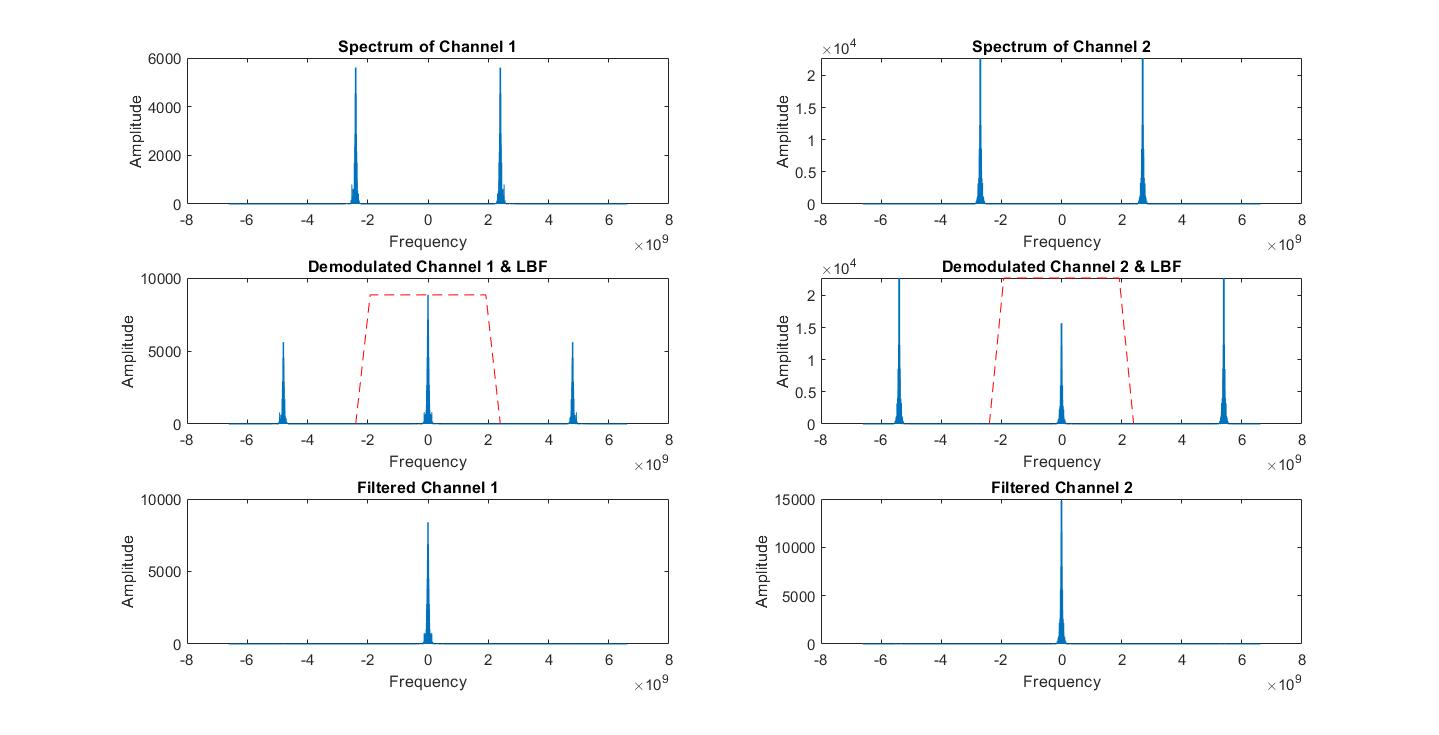 Spectrum of Channel 1
6000
4000
2000
0
Amplitude
-8 -6 -4 -2 0 2 4 6 8
Frequency
×10^9
Spectrum of Channel 2
×10^4
2
1.5
1
0.5
0
Amplitude
-8 -6 -4 -2 0 2 4 6 8
Frequency
×10^9
Demodulated Channel 1 & LBF
10000
5000
0
Amplitude
-8 -6 -4 -2 0 2 4 6 8
Frequency
×10^9
Demodulated Channel 2 & LBF
×10^4
2
1.5
1
0.5
0
Amplitude
-8 -6 -4 -2 0 2 4 6 8
Frequency
×10^9
Filtered Channel 1
10000
5000
0
Amplitude
-8 -6 -4 -2 0 2 4 6 8
Frequency
×10^9
Filtered Channel 2
15000
10000
5000
0
Amplitude
-8 -6 -4 -2 0 2 4 6 8
Frequency
×10^9